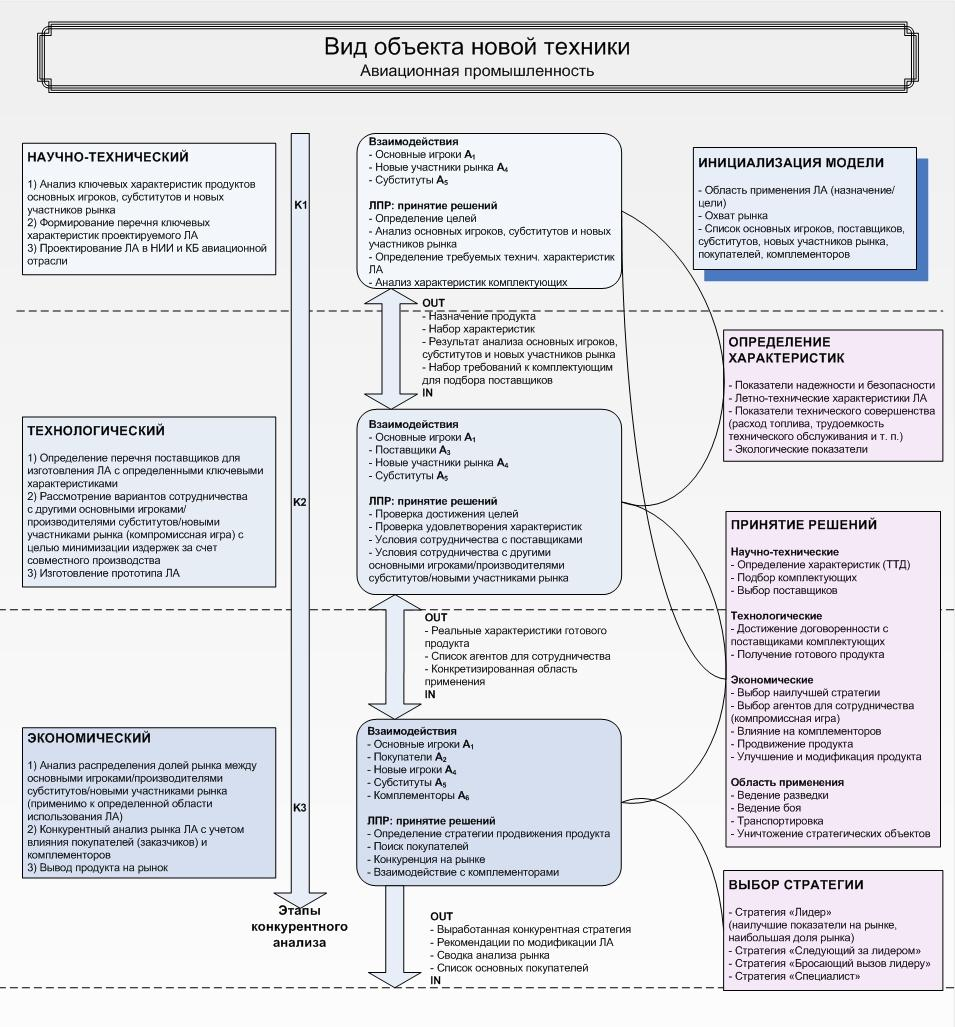 Вид объекта новой техники
Авиационная промышленность
НАУЧНО-ТЕХНИЧЕСКИЙ
1) Анализ ключевых характеристик продуктов
основных игроков, субститутов и новых
участников рынка
2) Формирование перечня ключевых
характеристик проектируемого ЛА
3) Проектирование ЛА в НИИ и КБ авиационной
отрасли
К1
Взаимодействия
- Основные игроки А1
- Новые участники рынка А4
- Субституты А5
ЛПР: принятие решений
- Определение целей
- Анализ основных игроков, субститутов и новых
участников рынка
- Определение требуемых технич. характеристик
ЛА
- Анализ характеристик комплектующих
ИНИЦИАЛИЗАЦИЯ МОДЕЛИ
- Область применения ЛА (назначение/
цели)
- Охват рынка
- Список основных игроков, поставщиков,
субститутов, новых участников рынка,
покупателей, комплементоров
OUT
- Назначение продукта
- Набор характеристик
- Результат анализа основных игроков,
субститутов и новых участников рынка
- Набор требований к комплектующим
для подбора поставщиков
IN
ОПРЕДЕЛЕНИЕ
ХАРАКТЕРИСТИК
- Показатели надежности и безопасности
- Летно-технические характеристики ЛА
- Показатели технического совершенства
(расход топлива, трудоемкость
технического обслуживания и т. п.)
- Экологические показатели
ТЕХНОЛОГИЧЕСКИЙ
1) Определение перечня поставщиков для
изготовления ЛА с определенными ключевыми
характеристиками
2) Рассмотрение вариантов сотрудничества
с другими основными игроками/
производителями субститутов/новыми
участниками рынка (компромиссная игра) с
целью минимизации издержек за счет
совместного производства
3) Изготовление прототипа ЛА
К2
Взаимодействия
- Основные игроки А1
- Поставщики А3
- Новые участники рынка А4
- Субституты А5
ЛПР: принятие решений
- Проверка достижения целей
- Проверка удовлетворения характеристик
- Условия сотрудничества с поставщиками
- Условия сотрудничества с другими
основными игроками/производителями
субститутов/новыми участниками рынка
ПРИНЯТИЕ РЕШЕНИЙ
Научно-технические
- Определение характеристик (ТТД)
- Подбор комплектующих
- Выбор поставщиков
Технологические
- Достижение договоренности с
поставщиками комплектующих
- Получение готового продукта
Экономические
- Выбор наилучшей стратегии
- Выбор агентов для сотрудничества
(компромиссная игра)
- Влияние на комплементоров
- Продвижение продукта
- Улучшение и модификация продукта
Область применения
- Ведение разведки
- Ведение боя
- Транспортировка
- Уничтожение стратегических объектов
OUT
- Реальные характеристики готового
продукта
- Список агентов для сотрудничества
- Конкретизированная область
применения
IN
ЭКОНОМИЧЕСКИЙ
1) Анализ распределения долей рынка между
основными игроками/производителями
субститутов/новыми участниками рынка
(применимо к определенной области
использования ЛА)
2) Конкурентный анализ рынка ЛА с учетом
влияния покупателей (заказчиков) и
комплементоров
3) Вывод продукта на рынок
К3
Этапы
конкурентного
анализа
Взаимодействия
- Основные игроки А1
- Покупатели А2
- Новые игроки А4
- Субституты А5
- Комплементоры А6
ЛПР: принятие решений
- Определение стратегии продвижения продукта
- Поиск покупателей
- Конкуренция на рынке
- Взаимодействие с комплементорами
OUT
- Выработанная конкурентная стратегия
- Рекомендации по модификации ЛА
- Сводка анализа рынка
- Список основных покупателей
IN
ВЫБОР СТРАТЕГИИ
- Стратегия «Лидер»
(наилучшие показатели на рынке,
наибольшая доля рынка)
- Стратегия «Следующий за лидером»
- Стратегия «Бросающий вызов лидеру»
- Стратегия «Специалист»